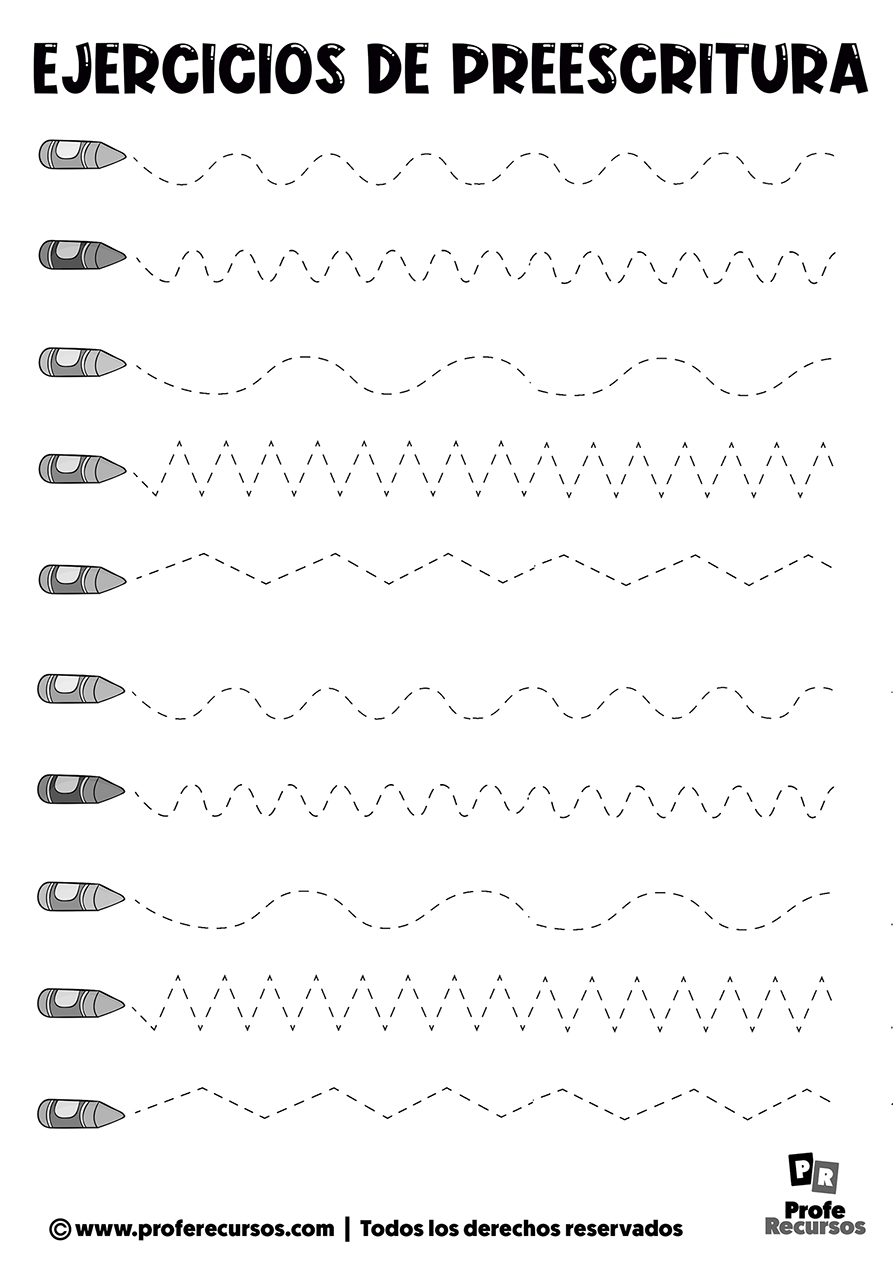 EJERCICIOS DE PREESCRITURA
PR
Profe
Recursos
© www.proferecursos.com | Todos los derechos reservados